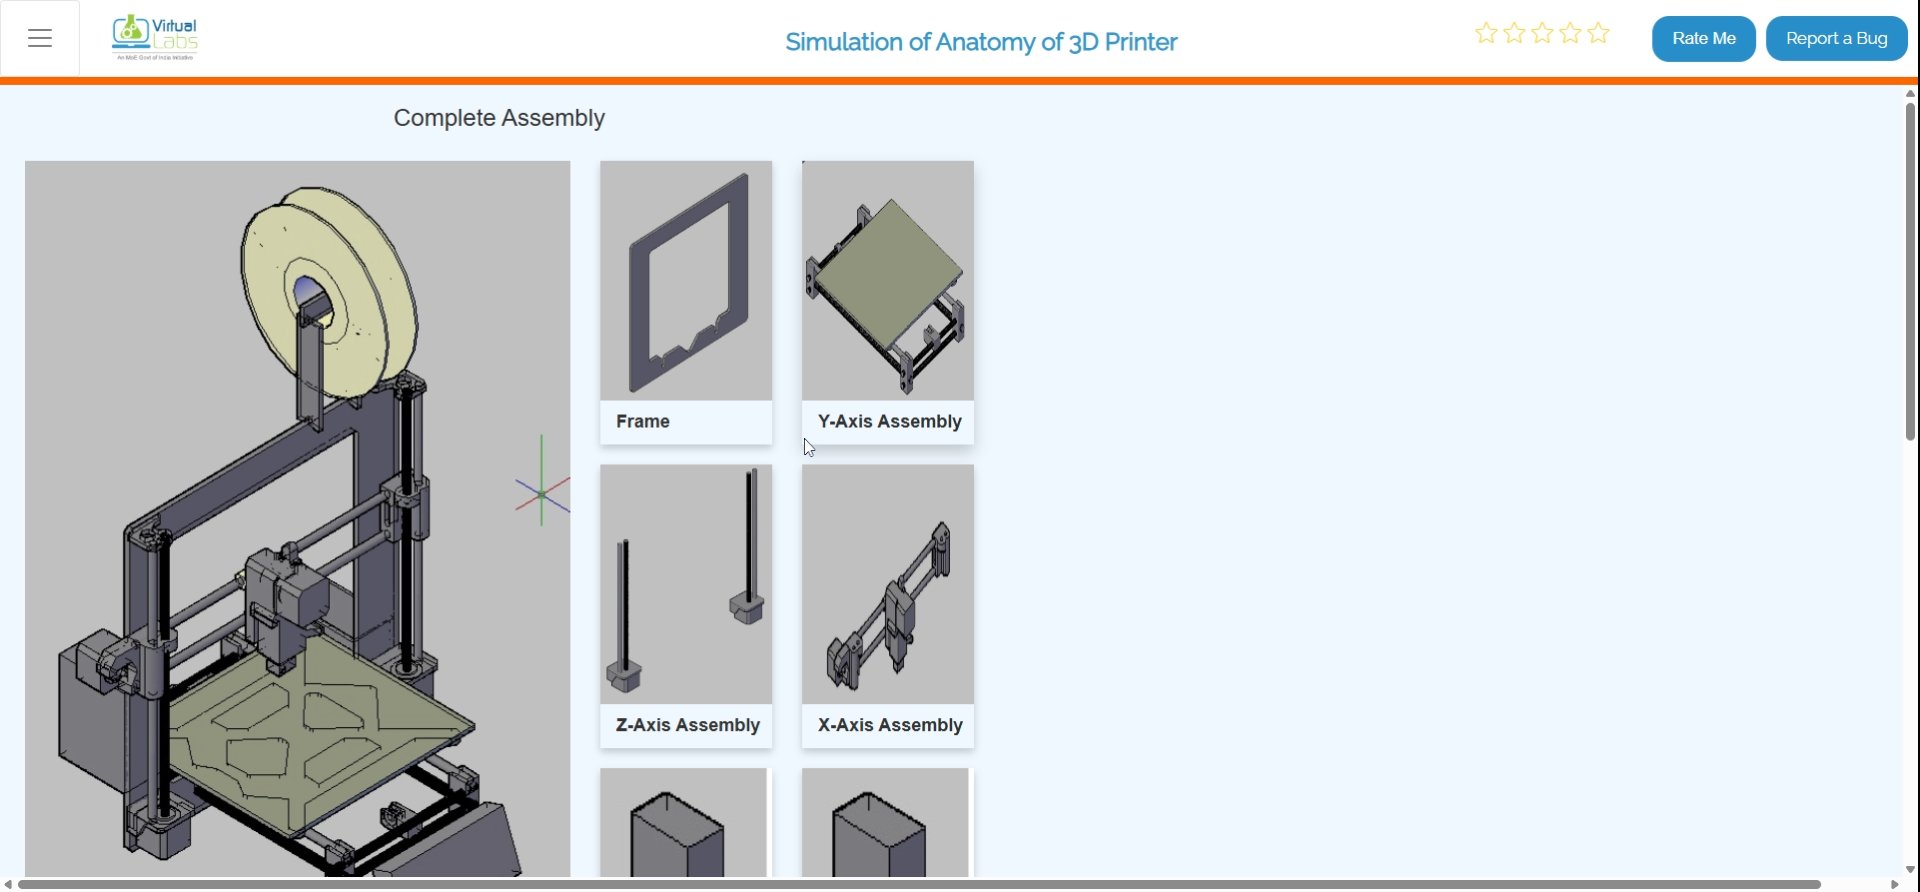 Virtual
Labs
An MoE Govt of India Initiative
Simulation of Anatomy of 3D Printer
Rate Me
Report a Bug
Complete Assembly
Frame
Y-Axis Assembly
Z-Axis Assembly
X-Axis Assembly